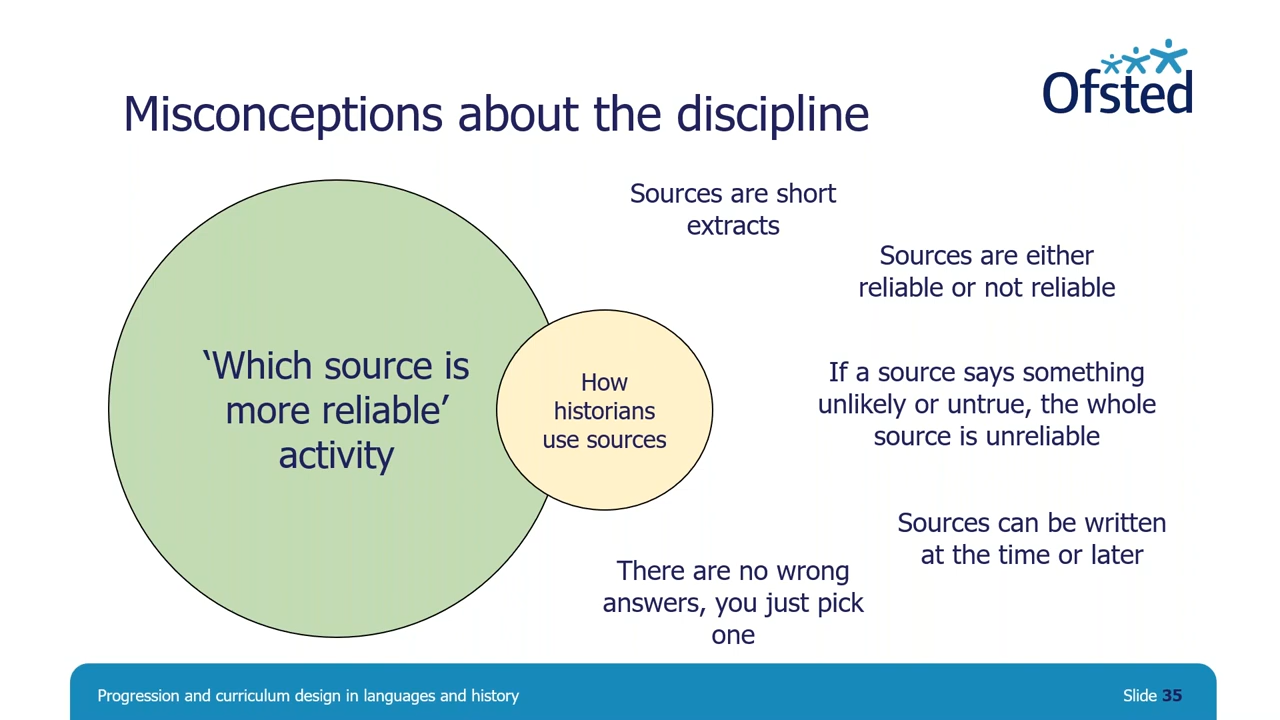 Ofsted
Misconceptions about the discipline
Sources are short
extracts
Sources are either
reliable or not reliable
‘Which source is
more reliable’
activity
How
historians
use sources
If a source says something
unlikely or untrue, the whole
source is unreliable
Sources can be written
at the time or later
There are no wrong
answers, you just pick
one
Progression and curriculum design in languages and history
Slide 35